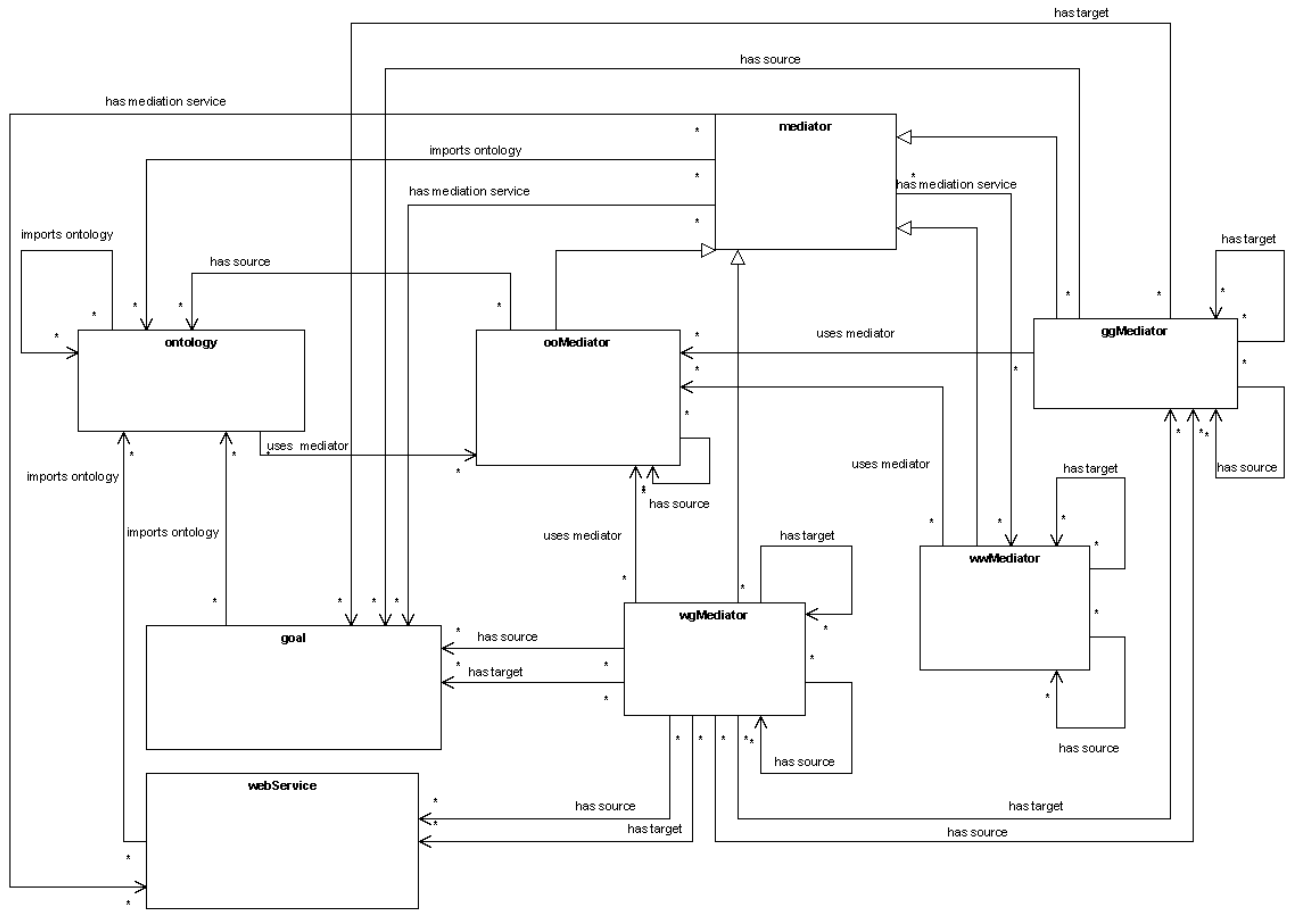 has target
has source
has mediation service
mediator
imports ontology
has mediation service
has mediation service
imports ontology
has target
has source
ggMediator
uses mediator
ontology
ooMediator
uses mediator
uses mediator
has target
has source
imports ontology
has source
imports ontology
uses mediator
has target
wwMediator
wgMediator
goal
has source
has target
has source
has source
webService
has source
has target
has target
has source